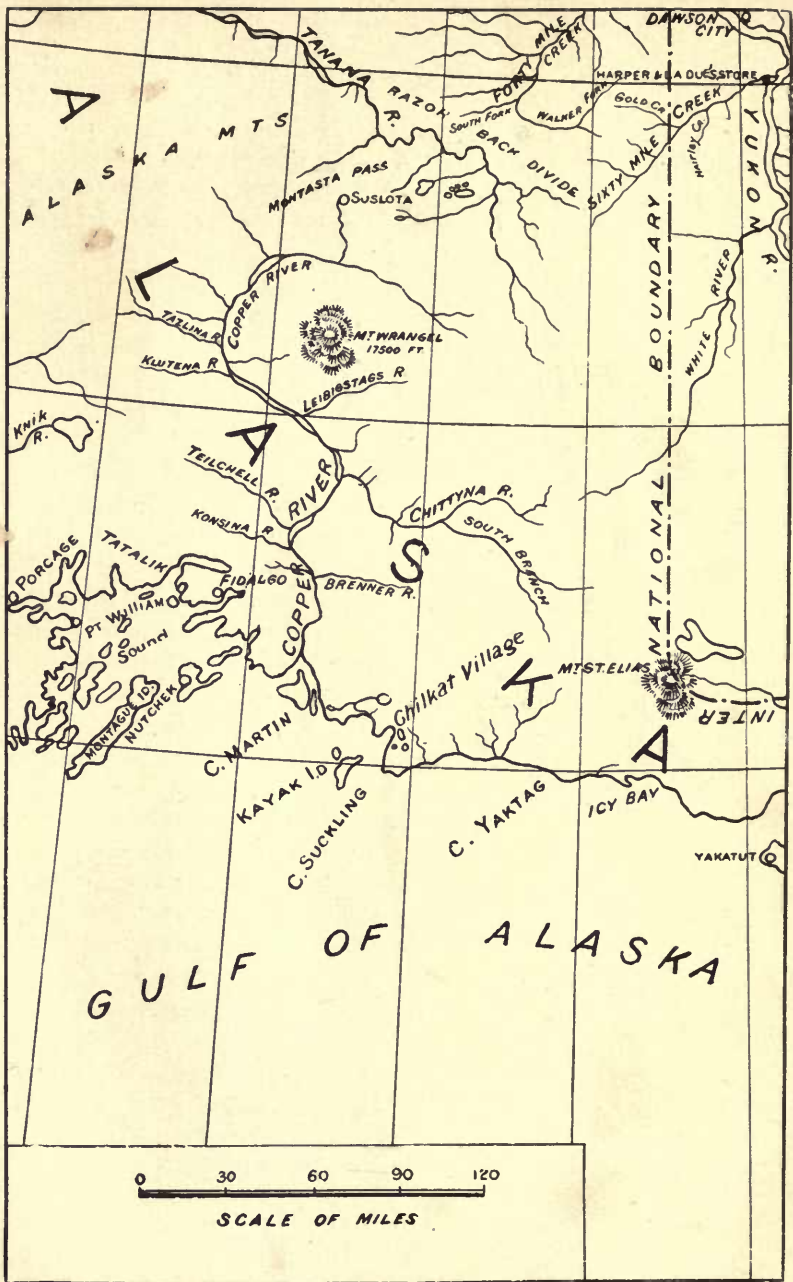 DAWSON
CITY
TANANA
R.
FORTY MILE
CREEK
HARPER & LA DUE'S STORE
RAZOR
BACK DIVIDE
SOUTH FORK
WALKER FORK
GOLD CR.
SIXTY MILE CREEK
YUKON R.
A L A S K A
ALASKA MTS
MONTASTA PASS
SUSLOTA
NATIONAL BOUNDARY
INTER
COPPER RIVER
MT WRANGEL
17500 FT
WHITE RIVER
TAZLINA R
KLUTENA R
LEIBIGSTAGS R
KNIK
R.
TEILCHELL R.
COPPER RIVER
CHITTYNA R.
SOUTH BRANCH
KONSINA R
BRENNER R.
PORCAGE
TATALIK
FIDALGO
PT WYLLIAM
Sound
MONTAGUE ID.
NUTCHEK
Chilkat Village
MT ST. ELIAS
C. MARTIN
KAYAK ID
C. SUCKLING
C. YAKTAG
ICY BAY
YAKATUT
GULF OF ALASKA
0 30 60 90 120
SCALE OF MILES